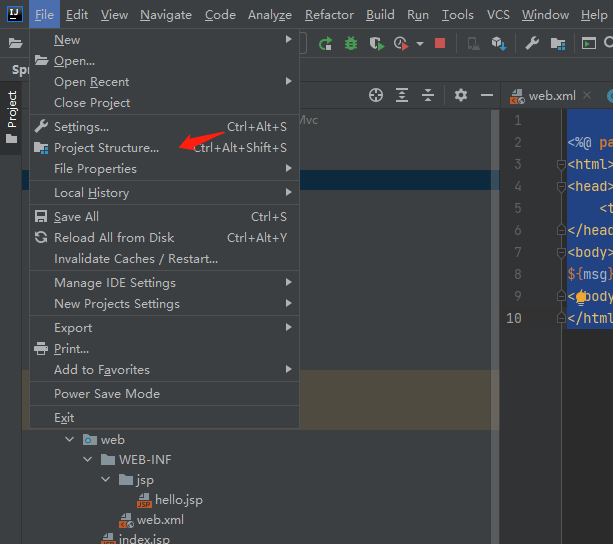 IJ File Edit View Navigate Code Analyze Refactor Build Run Tools VCS Window Help
New
Open...
Open Recent
Close Project
Settings... Ctrl+Alt+S
Project Structure... Ctrl+Alt+Shift+S
File Properties
Local History
Save All Ctrl+S
Reload All from Disk Ctrl+Alt+Y
Invalidate Caches / Restart...
Manage IDE Settings
New Projects Settings
Export
Print...
Add to Favorites
Power Save Mode
Exit
Spr
Project
Mvc
web
WEB-INF
jsp
hello.jsp
web.xml
index.jsp
web.xml
1
2 <%@ pa
3 <html>
4 <head>
5 <t
6 </head
7 <body>
8 ${msg}
9 </body
10 </html